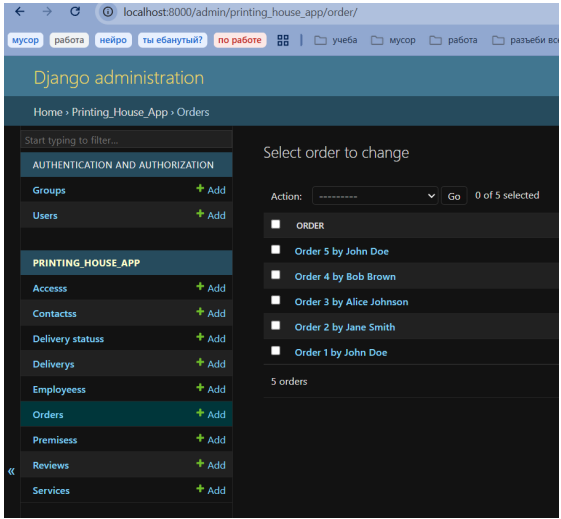 localhost:8000/admin/printing_house_app/order/
мусор работа нейро ты ебанутый? по работе учеба мусор работа разъеби все
Django administration
Home › Printing_House_App › Orders
Start typing to filter...
AUTHENTICATION AND AUTHORIZATION
Groups + Add
Users + Add
PRINTING_HOUSE_APP
Accesss + Add
Contactss + Add
Delivery statuss + Add
Deliverys + Add
Employeess + Add
Orders + Add
Premisess + Add
Reviews + Add
Services + Add
«
Select order to change
Action: --------- Go 0 of 5 selected
ORDER
Order 5 by John Doe
Order 4 by Bob Brown
Order 3 by Alice Johnson
Order 2 by Jane Smith
Order 1 by John Doe
5 orders